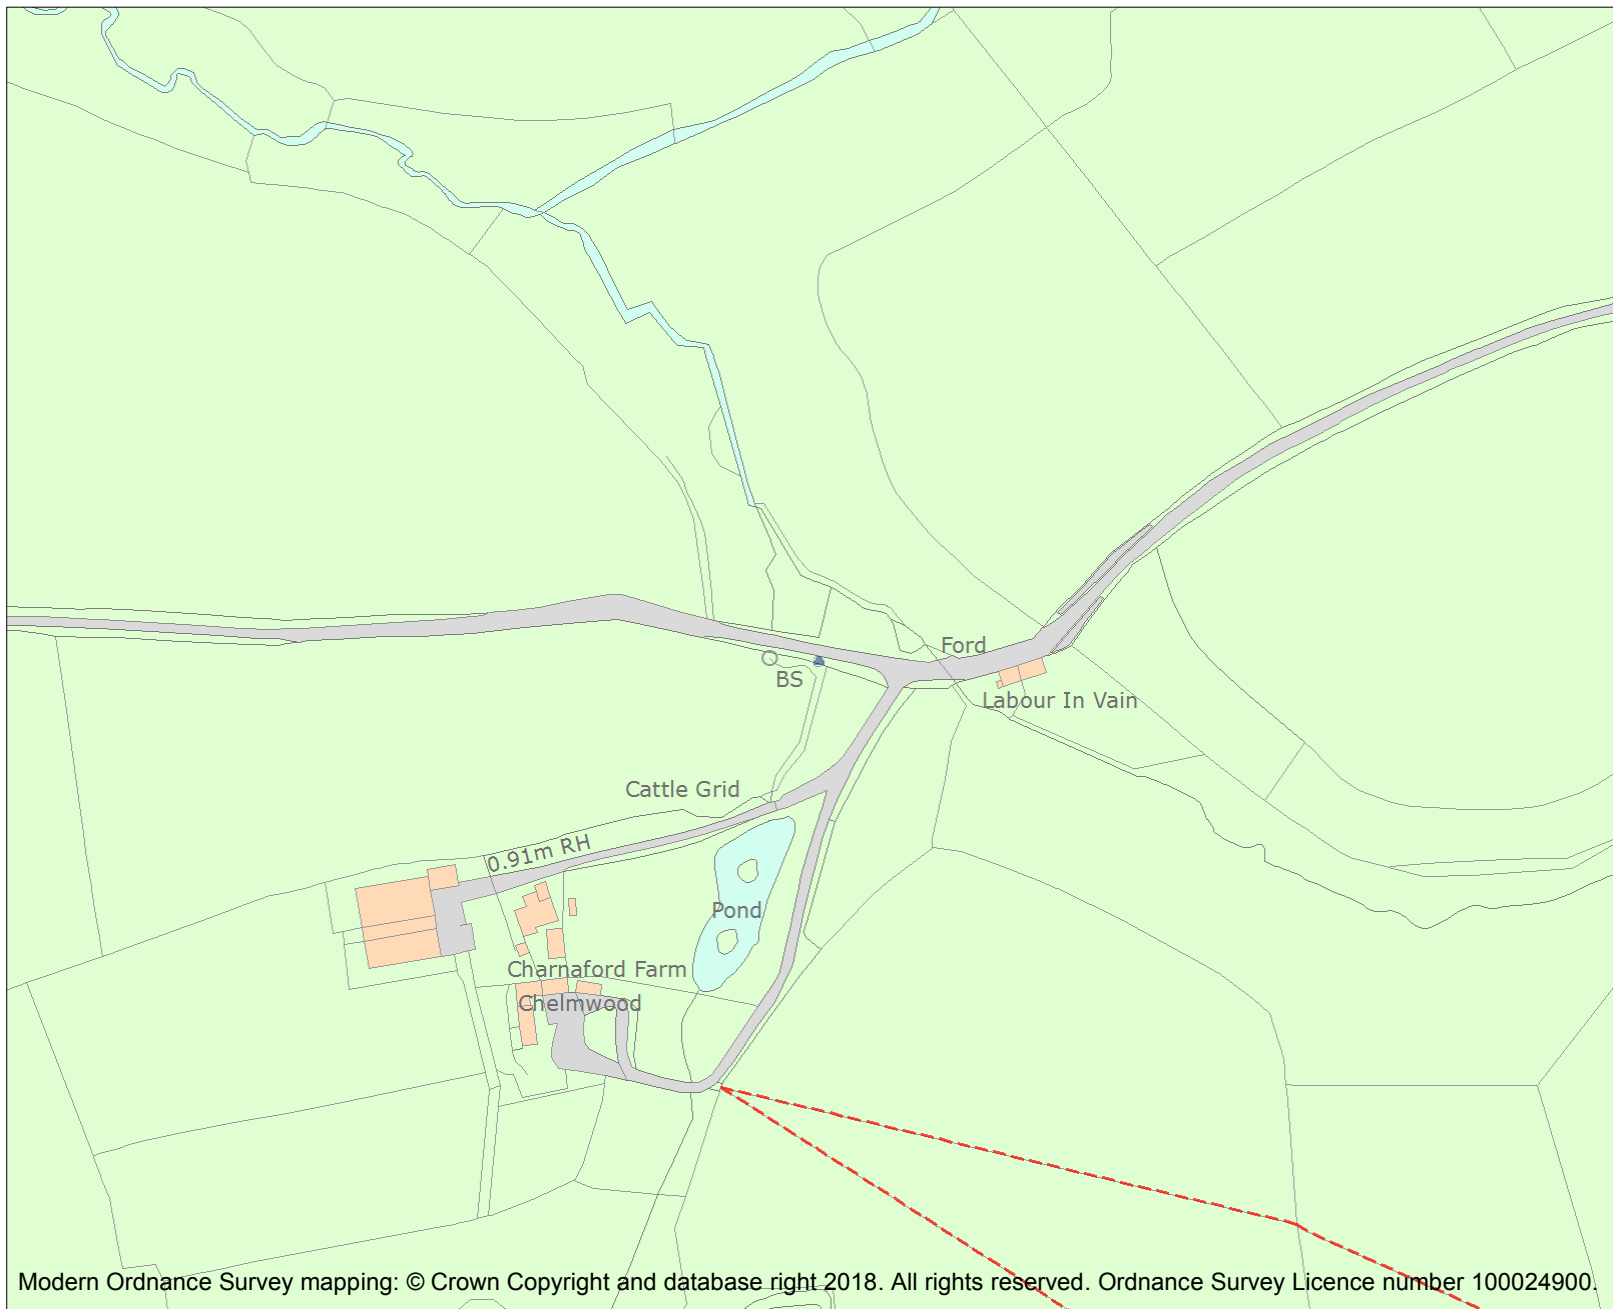 Ford
BS
Labour In Vain
Cattle Grid
0.91m RH
Pond
Charnaford Farm
Chelmwood
Modern Ordnance Survey mapping: © Crown Copyright and database right 2018. All rights reserved. Ordnance Survey Licence number 100024900.